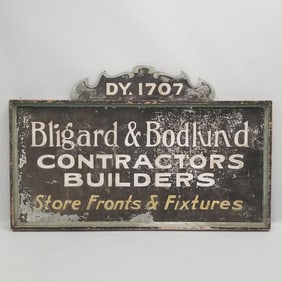 DY. 1707
Bligard & Bodlund
CONTRACTORS
BUILDERS
Store Fronts & Fixtures